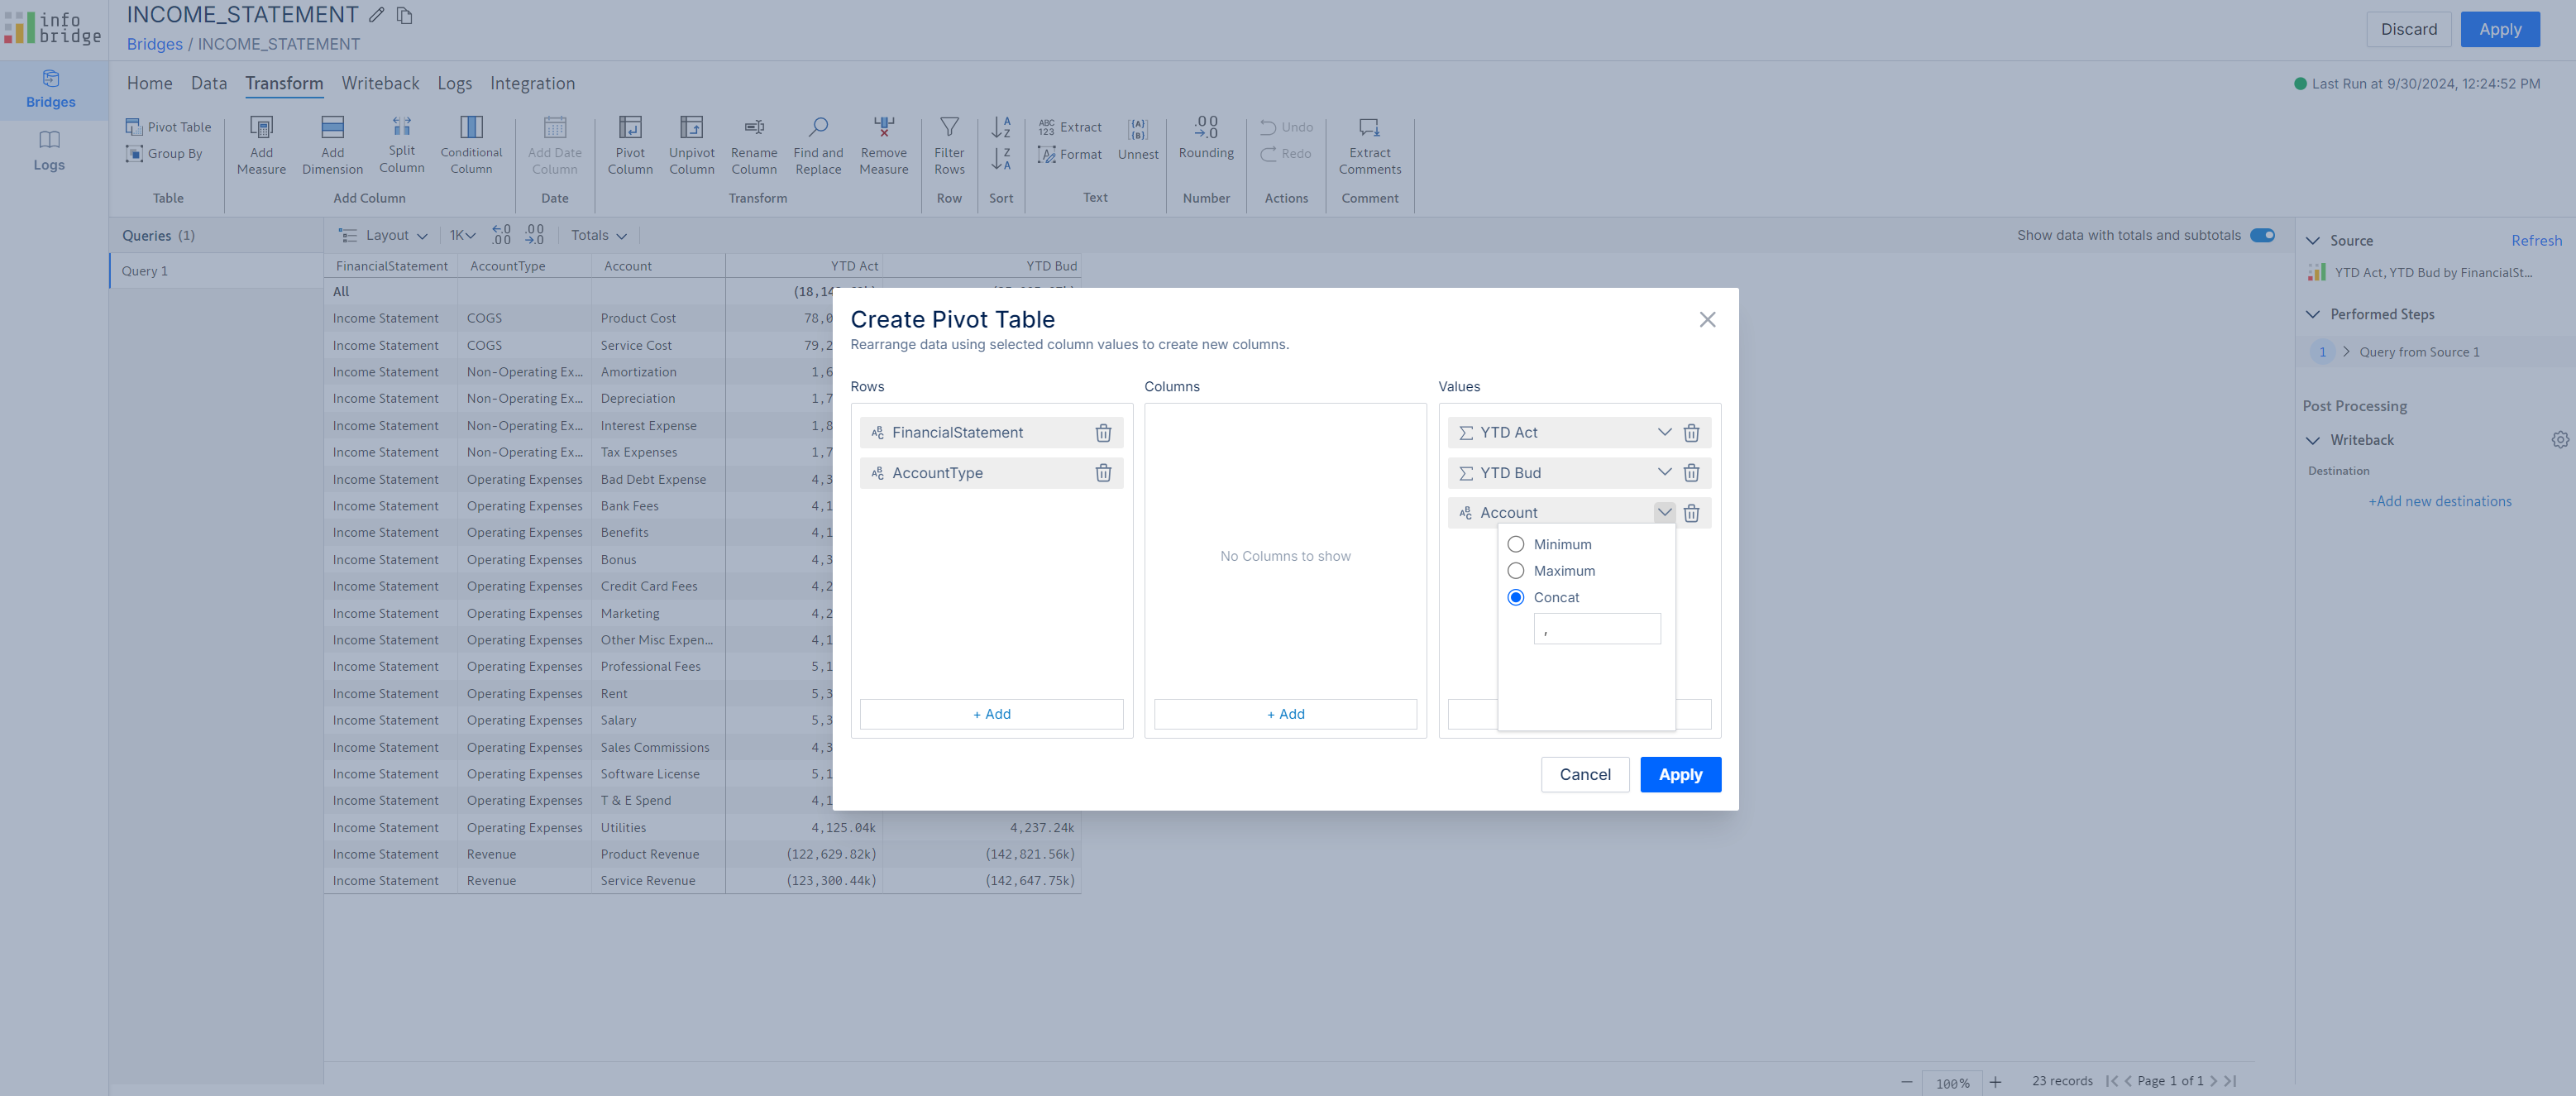 info
bridge
INCOME_STATEMENT
Bridges / INCOME_STATEMENT
Discard
Apply
Bridges
Logs
Home Data Transform Writeback Logs Integration
Last Run at 9/30/2024, 12:24:52 PM
Pivot Table
Group By
Table
Add Measure
Add Dimension
Split Column
Conditional Column
Add Column
Add Date Column
Date
Pivot Column
Unpivot Column
Rename Column
Find and Replace
Remove Measure
Transform
Filter Rows
Row
Sort
Extract
Format
Unnest
Text
Rounding
Number
Undo
Redo
Actions
Extract Comments
Comment
Queries (1)
Query 1
Layout 1K Totals
Show data with totals and subtotals
FinancialStatement AccountType Account YTD Act YTD Bud
All (18,14
Income Statement COGS Product Cost 78,0
Income Statement COGS Service Cost 79,2
Income Statement Non-Operating Ex... Amortization 1,6
Income Statement Non-Operating Ex... Depreciation 1,7
Income Statement Non-Operating Ex... Interest Expense 1,8
Income Statement Non-Operating Ex... Tax Expenses 1,7
Income Statement Operating Expenses Bad Debt Expense 4,3
Income Statement Operating Expenses Bank Fees 4,1
Income Statement Operating Expenses Benefits 4,1
Income Statement Operating Expenses Bonus 4,3
Income Statement Operating Expenses Credit Card Fees 4,2
Income Statement Operating Expenses Marketing 4,2
Income Statement Operating Expenses Other Misc Expen... 4,1
Income Statement Operating Expenses Professional Fees 5,1
Income Statement Operating Expenses Rent 5,3
Income Statement Operating Expenses Salary 5,3
Income Statement Operating Expenses Sales Commissions 4,3
Income Statement Operating Expenses Software License 5,1
Income Statement Operating Expenses T & E Spend 4,1
Income Statement Operating Expenses Utilities 4,125.04k 4,237.24k
Income Statement Revenue Product Revenue (122,629.82k) (142,821.56k)
Income Statement Revenue Service Revenue (123,300.44k) (142,647.75k)
Create Pivot Table
Rearrange data using selected column values to create new columns.
Rows
FinancialStatement
AccountType
+ Add
Columns
No Columns to show
+ Add
Values
YTD Act
YTD Bud
Account
Minimum
Maximum
Concat
,
Cancel
Apply
Source Refresh
YTD Act, YTD Bud by FinancialSt...
Performed Steps
1 Query from Source 1
Post Processing
Writeback
Destination
+Add new destinations
100% 23 records Page 1 of 1